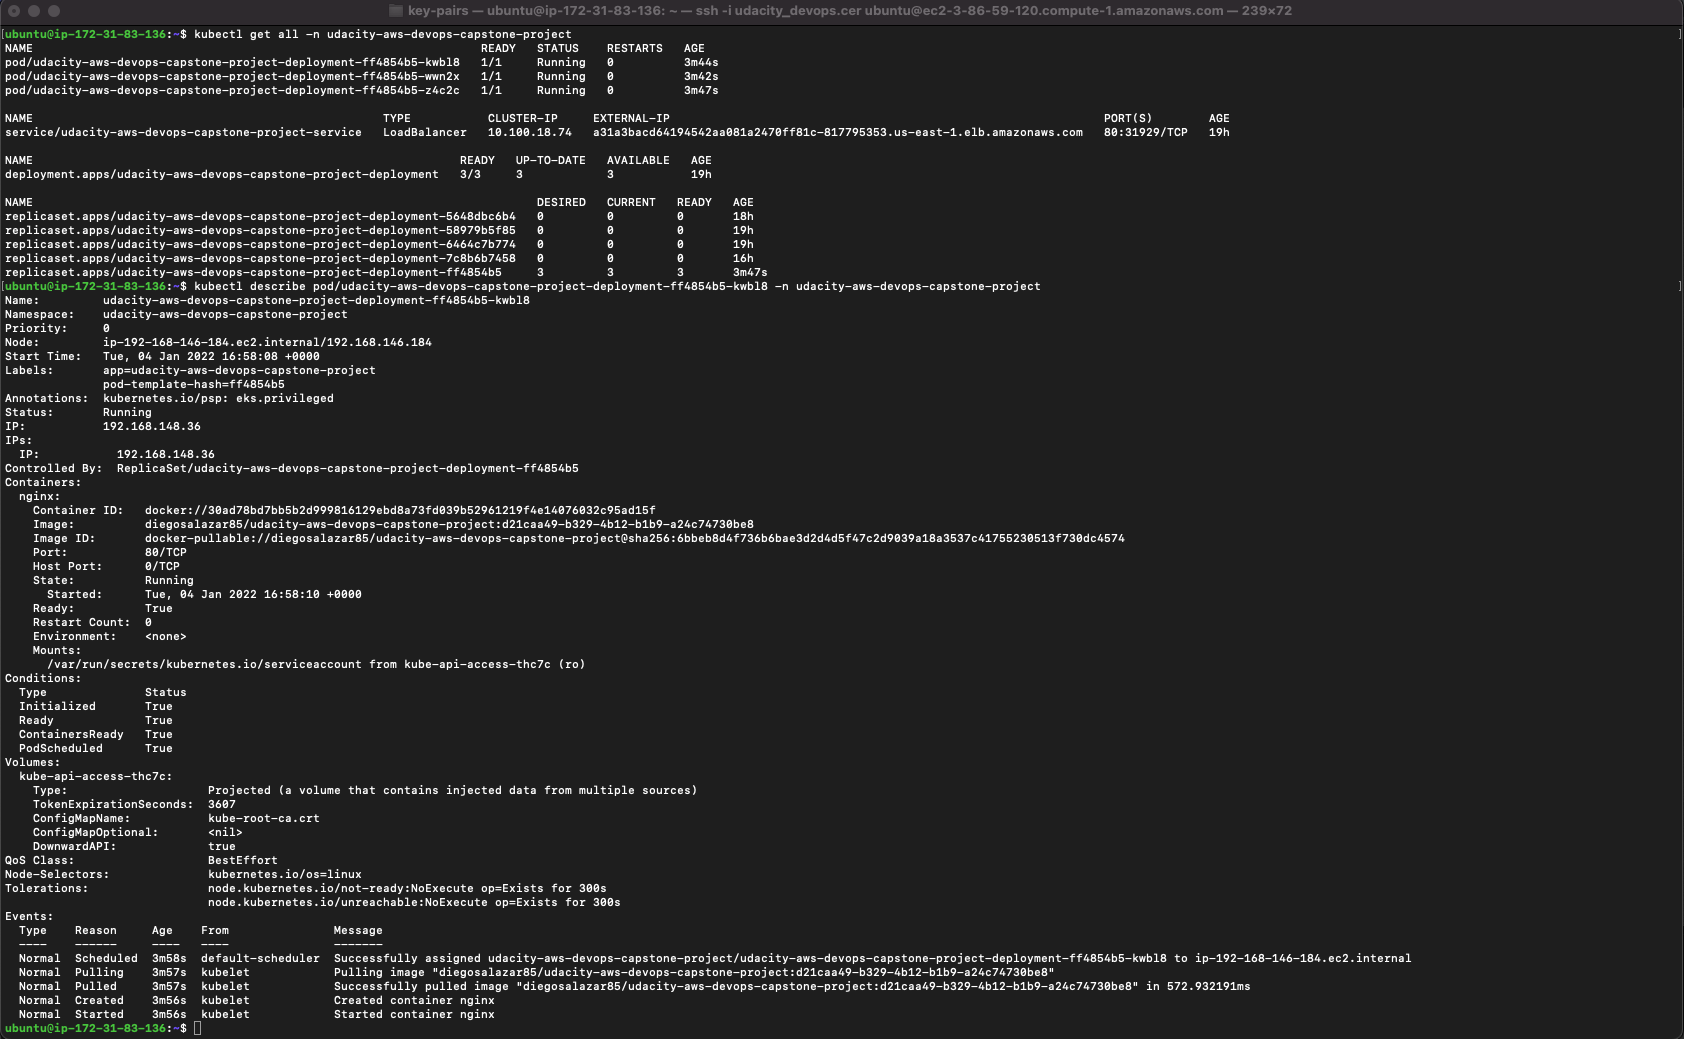 key-pairs — ubuntu@ip-172-31-83-136: ~ — ssh -i udacity_devops.cer ubuntu@ec2-3-86-59-120.compute-1.amazonaws.com — 239×72
[ubuntu@ip-172-31-83-136:~$ kubectl get all -n udacity-aws-devops-capstone-project ]
NAME READY STATUS RESTARTS AGE
pod/udacity-aws-devops-capstone-project-deployment-ff4854b5-kwbl8 1/1 Running 0 3m44s
pod/udacity-aws-devops-capstone-project-deployment-ff4854b5-wwn2x 1/1 Running 0 3m42s
pod/udacity-aws-devops-capstone-project-deployment-ff4854b5-z4c2c 1/1 Running 0 3m47s
NAME TYPE CLUSTER-IP EXTERNAL-IP PORT(S) AGE
service/udacity-aws-devops-capstone-project-service LoadBalancer 10.100.18.74 a31a3bacd64194542aa081a2470ff81c-817795353.us-east-1.elb.amazonaws.com 80:31929/TCP 19h
NAME READY UP-TO-DATE AVAILABLE AGE
deployment.apps/udacity-aws-devops-capstone-project-deployment 3/3 3 3 19h
NAME DESIRED CURRENT READY AGE
replicaset.apps/udacity-aws-devops-capstone-project-deployment-5648dbc6b4 0 0 0 18h
replicaset.apps/udacity-aws-devops-capstone-project-deployment-58979b5f85 0 0 0 19h
replicaset.apps/udacity-aws-devops-capstone-project-deployment-6464c7b774 0 0 0 19h
replicaset.apps/udacity-aws-devops-capstone-project-deployment-7c8b6b7458 0 0 0 16h
replicaset.apps/udacity-aws-devops-capstone-project-deployment-ff4854b5 3 3 3 3m47s
[ubuntu@ip-172-31-83-136:~$ kubectl describe pod/udacity-aws-devops-capstone-project-deployment-ff4854b5-kwbl8 -n udacity-aws-devops-capstone-project ]
Name: udacity-aws-devops-capstone-project-deployment-ff4854b5-kwbl8
Namespace: udacity-aws-devops-capstone-project
Priority: 0
Node: ip-192-168-146-184.ec2.internal/192.168.146.184
Start Time: Tue, 04 Jan 2022 16:58:08 +0000
Labels: app=udacity-aws-devops-capstone-project
pod-template-hash=ff4854b5
Annotations: kubernetes.io/psp: eks.privileged
Status: Running
IP: 192.168.148.36
IPs:
IP: 192.168.148.36
Controlled By: ReplicaSet/udacity-aws-devops-capstone-project-deployment-ff4854b5
Containers:
nginx:
Container ID: docker://30ad78bd7bb5b2d999816129ebd8a73fd039b52961219f4e14076032c95ad15f
Image: diegosalazar85/udacity-aws-devops-capstone-project:d21caa49-b329-4b12-b1b9-a24c74730be8
Image ID: docker-pullable://diegosalazar85/udacity-aws-devops-capstone-project@sha256:6bbeb8d4f736b6bae3d2d4d5f47c2d9039a18a3537c41755230513f730dc4574
Port: 80/TCP
Host Port: 0/TCP
State: Running
Started: Tue, 04 Jan 2022 16:58:10 +0000
Ready: True
Restart Count: 0
Environment: <none>
Mounts:
/var/run/secrets/kubernetes.io/serviceaccount from kube-api-access-thc7c (ro)
Conditions:
Type Status
Initialized True
Ready True
ContainersReady True
PodScheduled True
Volumes:
kube-api-access-thc7c:
Type: Projected (a volume that contains injected data from multiple sources)
TokenExpirationSeconds: 3607
ConfigMapName: kube-root-ca.crt
ConfigMapOptional: <nil>
DownwardAPI: true
QoS Class: BestEffort
Node-Selectors: kubernetes.io/os=linux
Tolerations: node.kubernetes.io/not-ready:NoExecute op=Exists for 300s
node.kubernetes.io/unreachable:NoExecute op=Exists for 300s
Events:
Type Reason Age From Message
---- ------ ---- ---- -------
Normal Scheduled 3m58s default-scheduler Successfully assigned udacity-aws-devops-capstone-project/udacity-aws-devops-capstone-project-deployment-ff4854b5-kwbl8 to ip-192-168-146-184.ec2.internal
Normal Pulling 3m57s kubelet Pulling image "diegosalazar85/udacity-aws-devops-capstone-project:d21caa49-b329-4b12-b1b9-a24c74730be8"
Normal Pulled 3m57s kubelet Successfully pulled image "diegosalazar85/udacity-aws-devops-capstone-project:d21caa49-b329-4b12-b1b9-a24c74730be8" in 572.932191ms
Normal Created 3m56s kubelet Created container nginx
Normal Started 3m56s kubelet Started container nginx
ubuntu@ip-172-31-83-136:~$